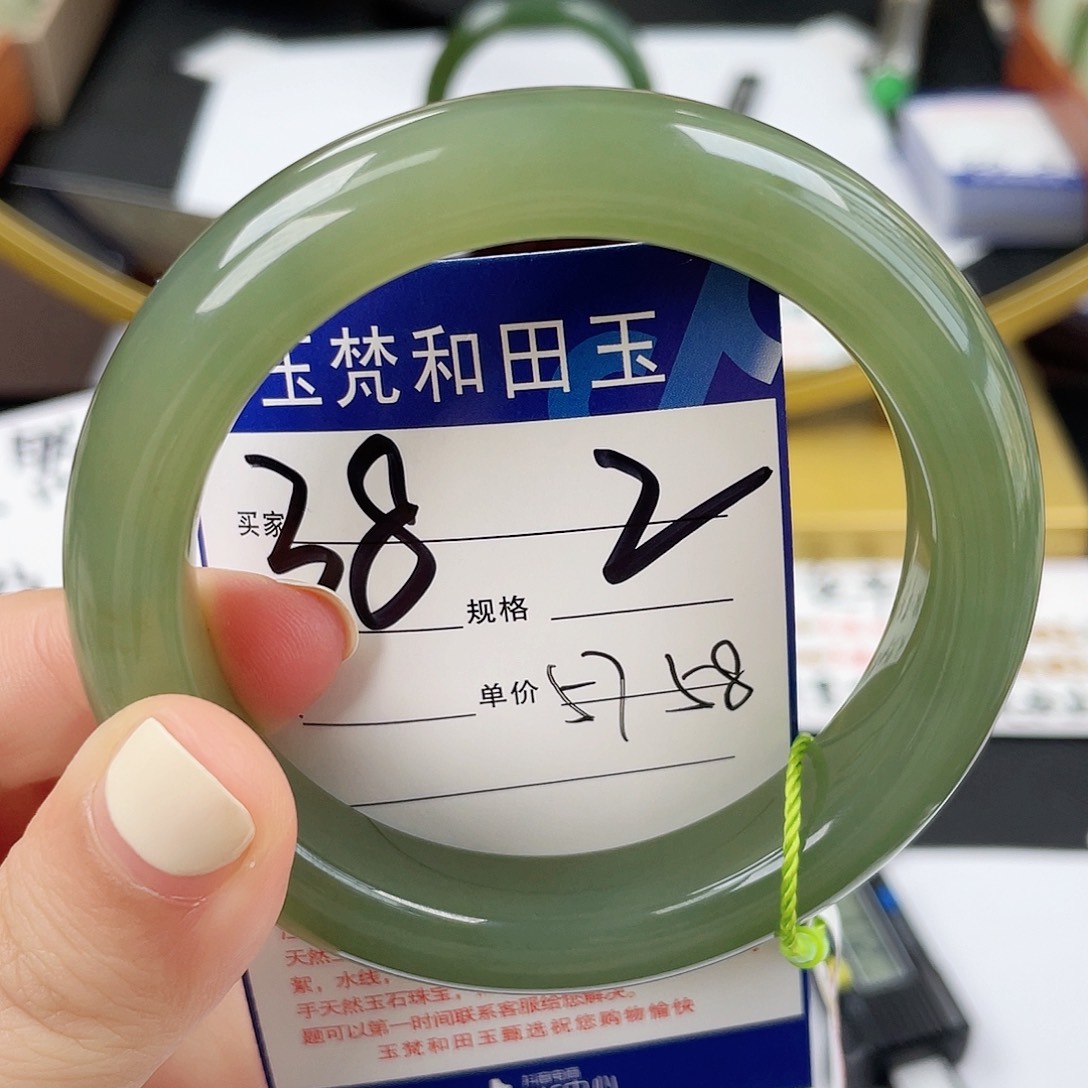 玉梵和田玉
买家 38 2
规格
单价 58
天然
絮，水线，
手天然玉石珠宝，
题可以第一时间联系客服给您解决。
玉梵和田玉甄选祝您购物愉快